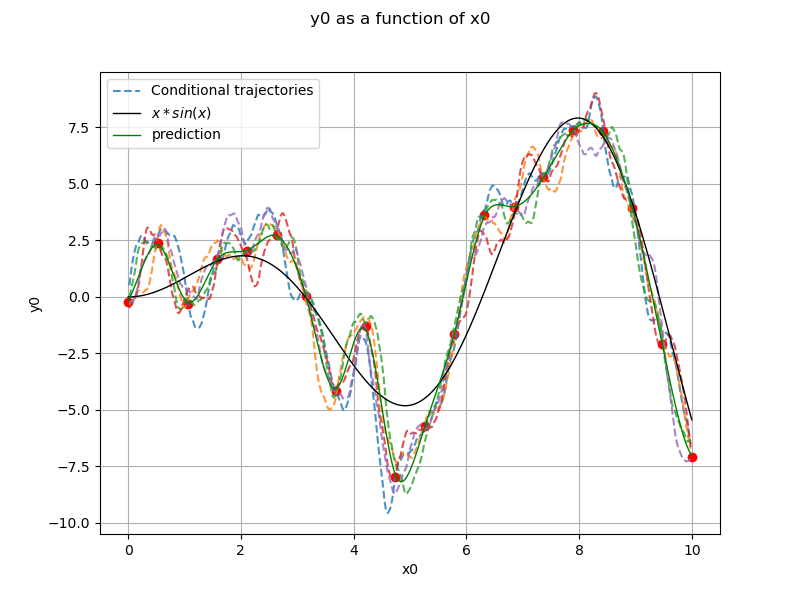 y0 as a function of x0
Conditional trajectories
x * sin(x)
prediction
7.5
5.0
2.5
0.0
−2.5
−5.0
−7.5
−10.0
y0
0 2 4 6 8 10
x0